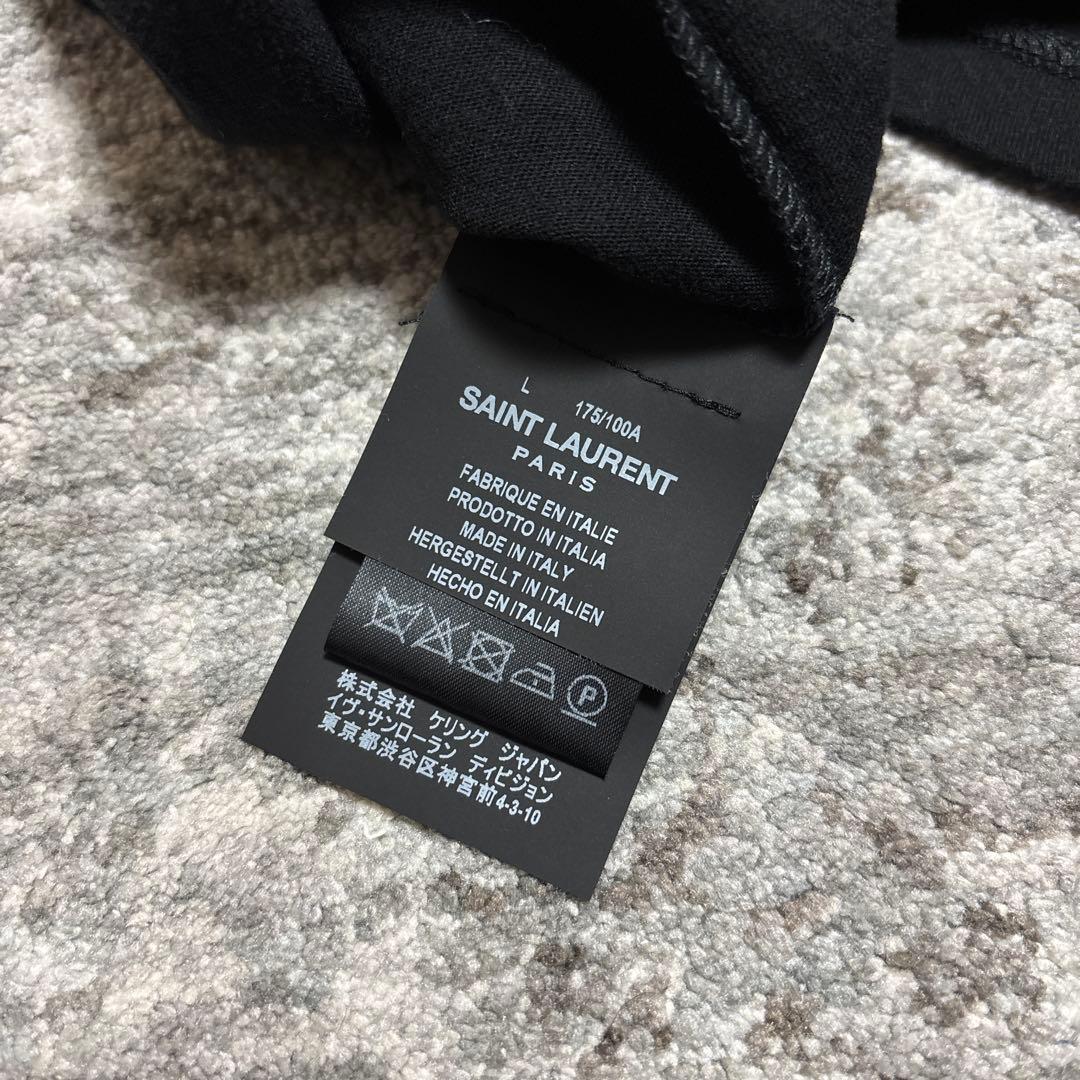 L 175/100A
SAINT LAURENT
PARIS
FABRIQUE EN ITALIE
PRODOTTO IN ITALIA
MADE IN ITALY
HERGESTELLT IN ITALIEN
HECHO EN ITALIA
P
株式会社 ケリング ジャパン
イヴ・サンローラン ディビジョン
東京都渋谷区神宮前4-3-10